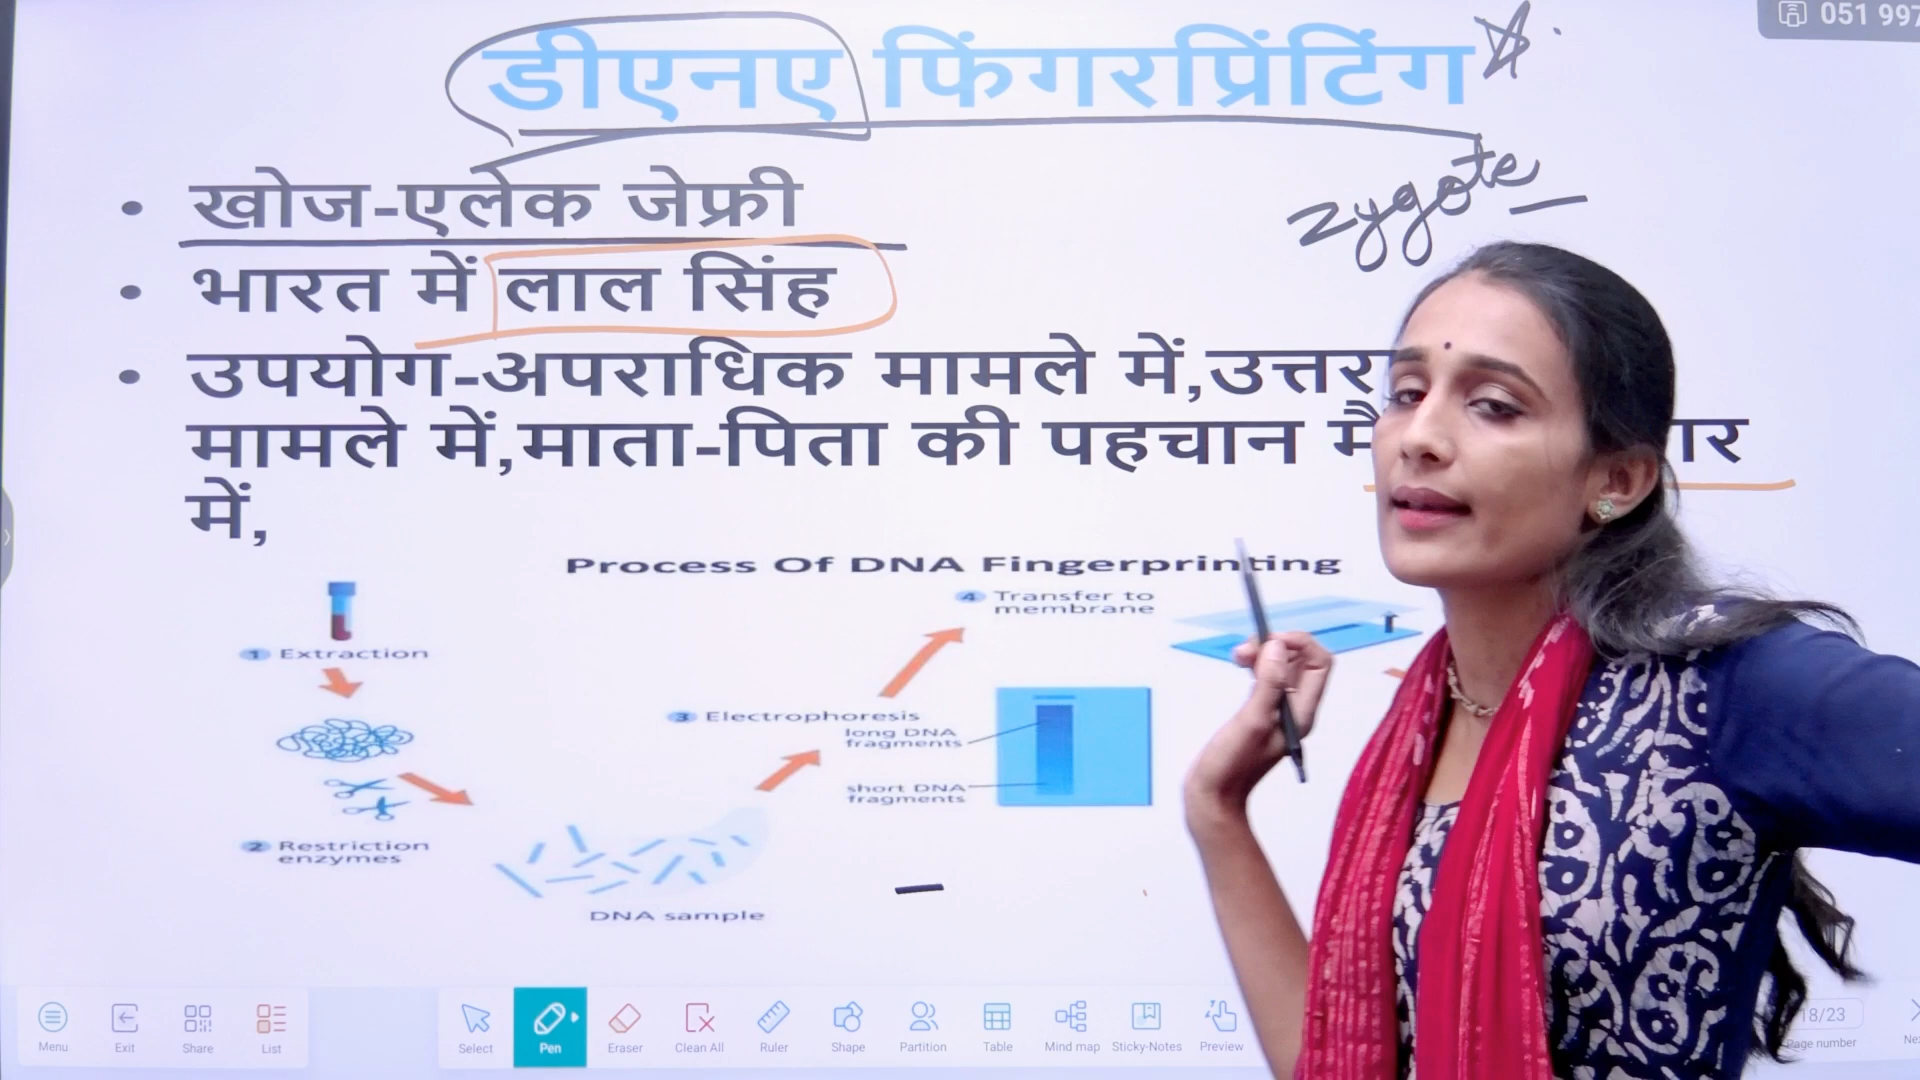 051 997
डीएनए फिंगरप्रिंटिंग
zygote
• खोज-एलेक जेफ्री
• भारत में लाल सिंह
• उपयोग-अपराधिक मामले में,उत्तर
मामले में,माता-पिता की पहचान
में,
Process Of DNA Fingerprinting
4 Transfer to
membrane
1 Extraction
3 Electrophoresis
long DNA
fragments
short DNA
fragments
2 Restriction
enzymes
DNA sample
Menu Exit Share List Select Pen Eraser Clean All Ruler Shape Partition Table Mind map Sticky-Notes Preview
18/23
Page number